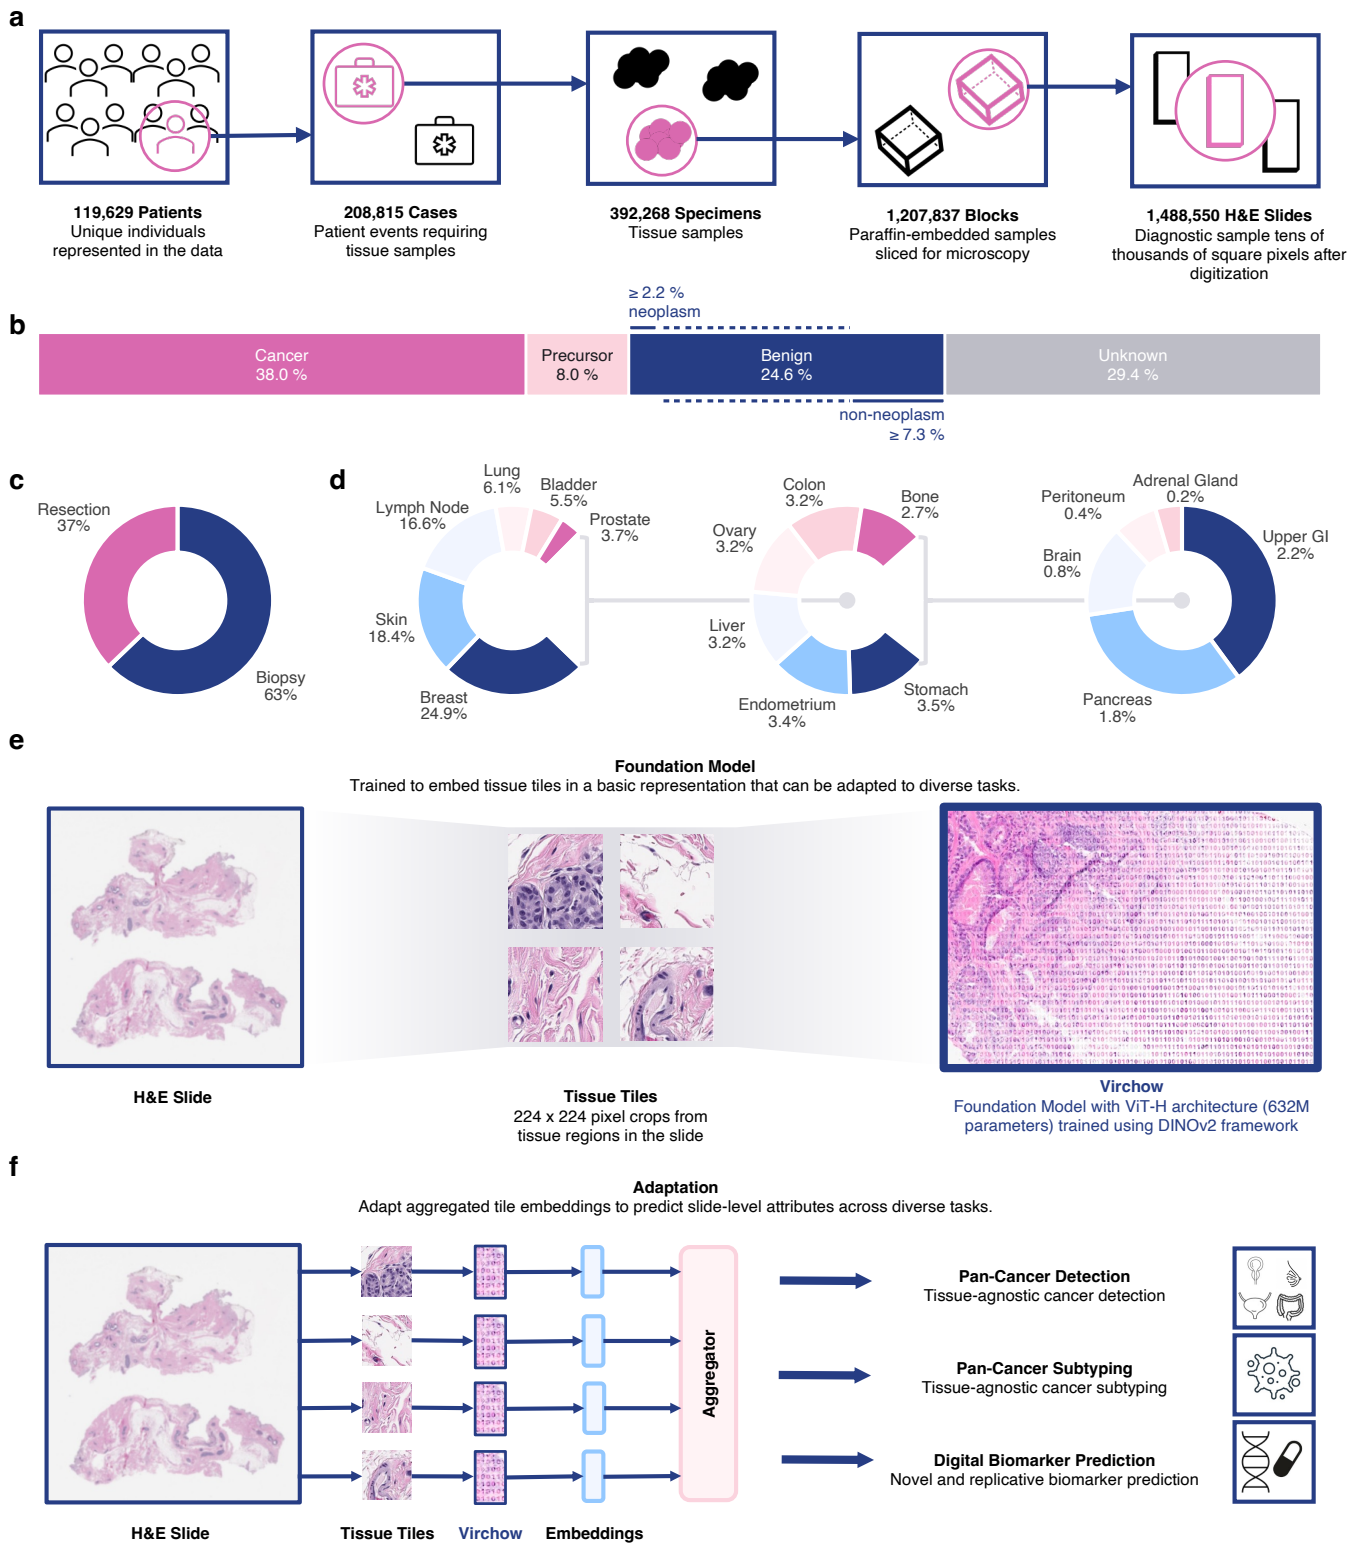 a
119,629 Patients
Unique individuals
represented in the data
208,815 Cases
Patient events requiring
tissue samples
392,268 Specimens
Tissue samples
1,207,837 Blocks
Paraffin-embedded samples
sliced for microscopy
1,488,550 H&E Slides
Diagnostic sample tens of
thousands of square pixels after
digitization
b
≥ 2.2 %
neoplasm
Cancer
38.0 %
Precursor
8.0 %
Benign
24.6 %
Unknown
29.4 %
non-neoplasm
≥ 7.3 %
c
Resection
37%
Biopsy
63%
d
Lung
6.1%
Bladder
5.5%
Lymph Node
16.6%
Prostate
3.7%
Skin
18.4%
Breast
24.9%
Colon
3.2%
Bone
2.7%
Ovary
3.2%
Liver
3.2%
Endometrium
3.4%
Stomach
3.5%
Adrenal Gland
0.2%
Peritoneum
0.4%
Upper GI
2.2%
Brain
0.8%
Pancreas
1.8%
e
Foundation Model
Trained to embed tissue tiles in a basic representation that can be adapted to diverse tasks.
H&E Slide
Tissue Tiles
224 x 224 pixel crops from
tissue regions in the slide
Virchow
Foundation Model with ViT-H architecture (632M
parameters) trained using DINOv2 framework
f
Adaptation
Adapt aggregated tile embeddings to predict slide-level attributes across diverse tasks.
Aggregator
Pan-Cancer Detection
Tissue-agnostic cancer detection
Pan-Cancer Subtyping
Tissue-agnostic cancer subtyping
Digital Biomarker Prediction
Novel and replicative biomarker prediction
H&E Slide
Tissue Tiles
Virchow
Embeddings